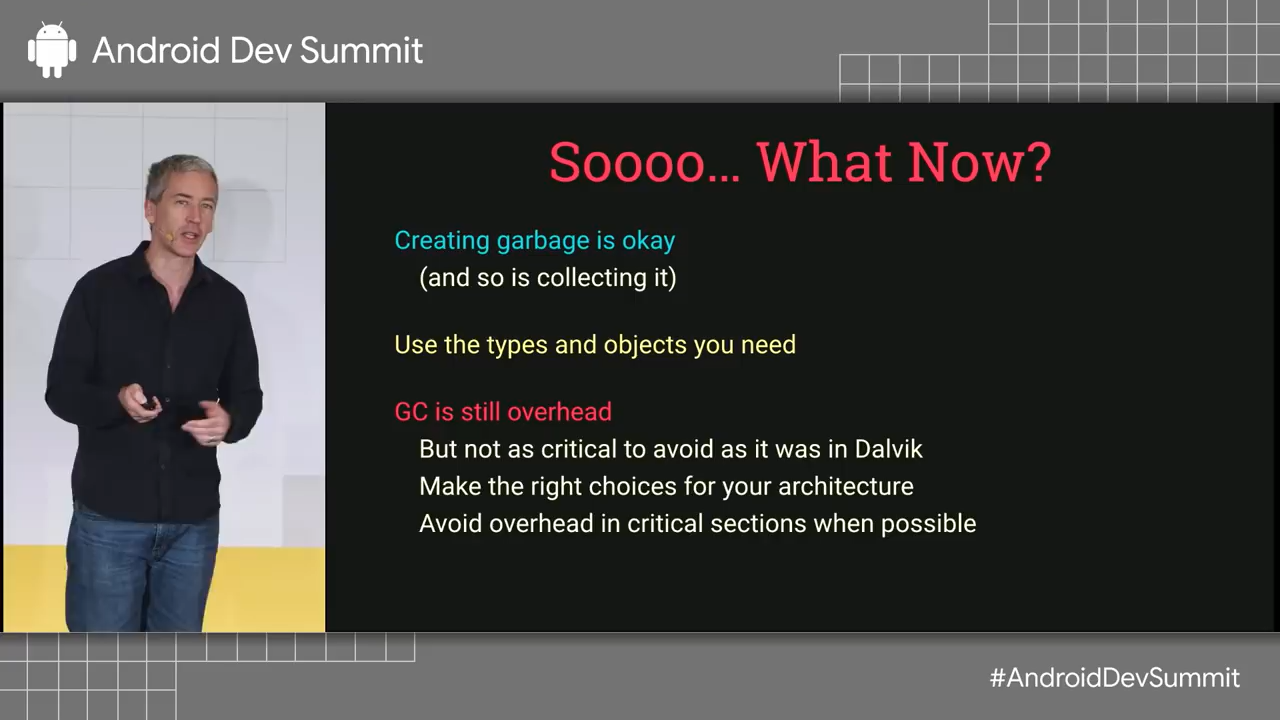 Android Dev Summit
Soooo... What Now?
Creating garbage is okay
(and so is collecting it)
Use the types and objects you need
GC is still overhead
But not as critical to avoid as it was in Dalvik
Make the right choices for your architecture
Avoid overhead in critical sections when possible
#AndroidDevSummit